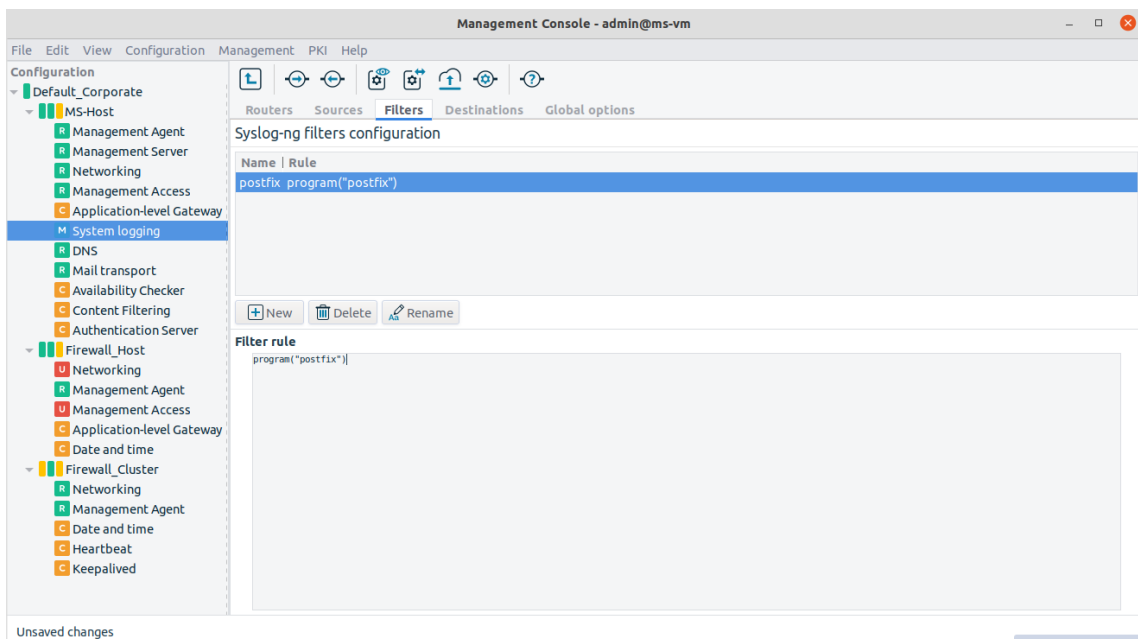 Management Console - admin@ms-vm
File Edit View Configuration Management PKI Help
Configuration
Default_Corporate
MS-Host
R Management Agent
R Management Server
R Networking
R Management Access
C Application-level Gateway
M System logging
R DNS
R Mail transport
C Availability Checker
C Content Filtering
C Authentication Server
Firewall_Host
U Networking
R Management Agent
U Management Access
C Application-level Gateway
C Date and time
Firewall_Cluster
R Networking
R Management Agent
C Date and time
C Heartbeat
C Keepalived
Routers Sources Filters Destinations Global options
Syslog-ng filters configuration
Name | Rule
postfix program("postfix")
New Delete Aa Rename
Filter rule
program("postfix")
Unsaved changes